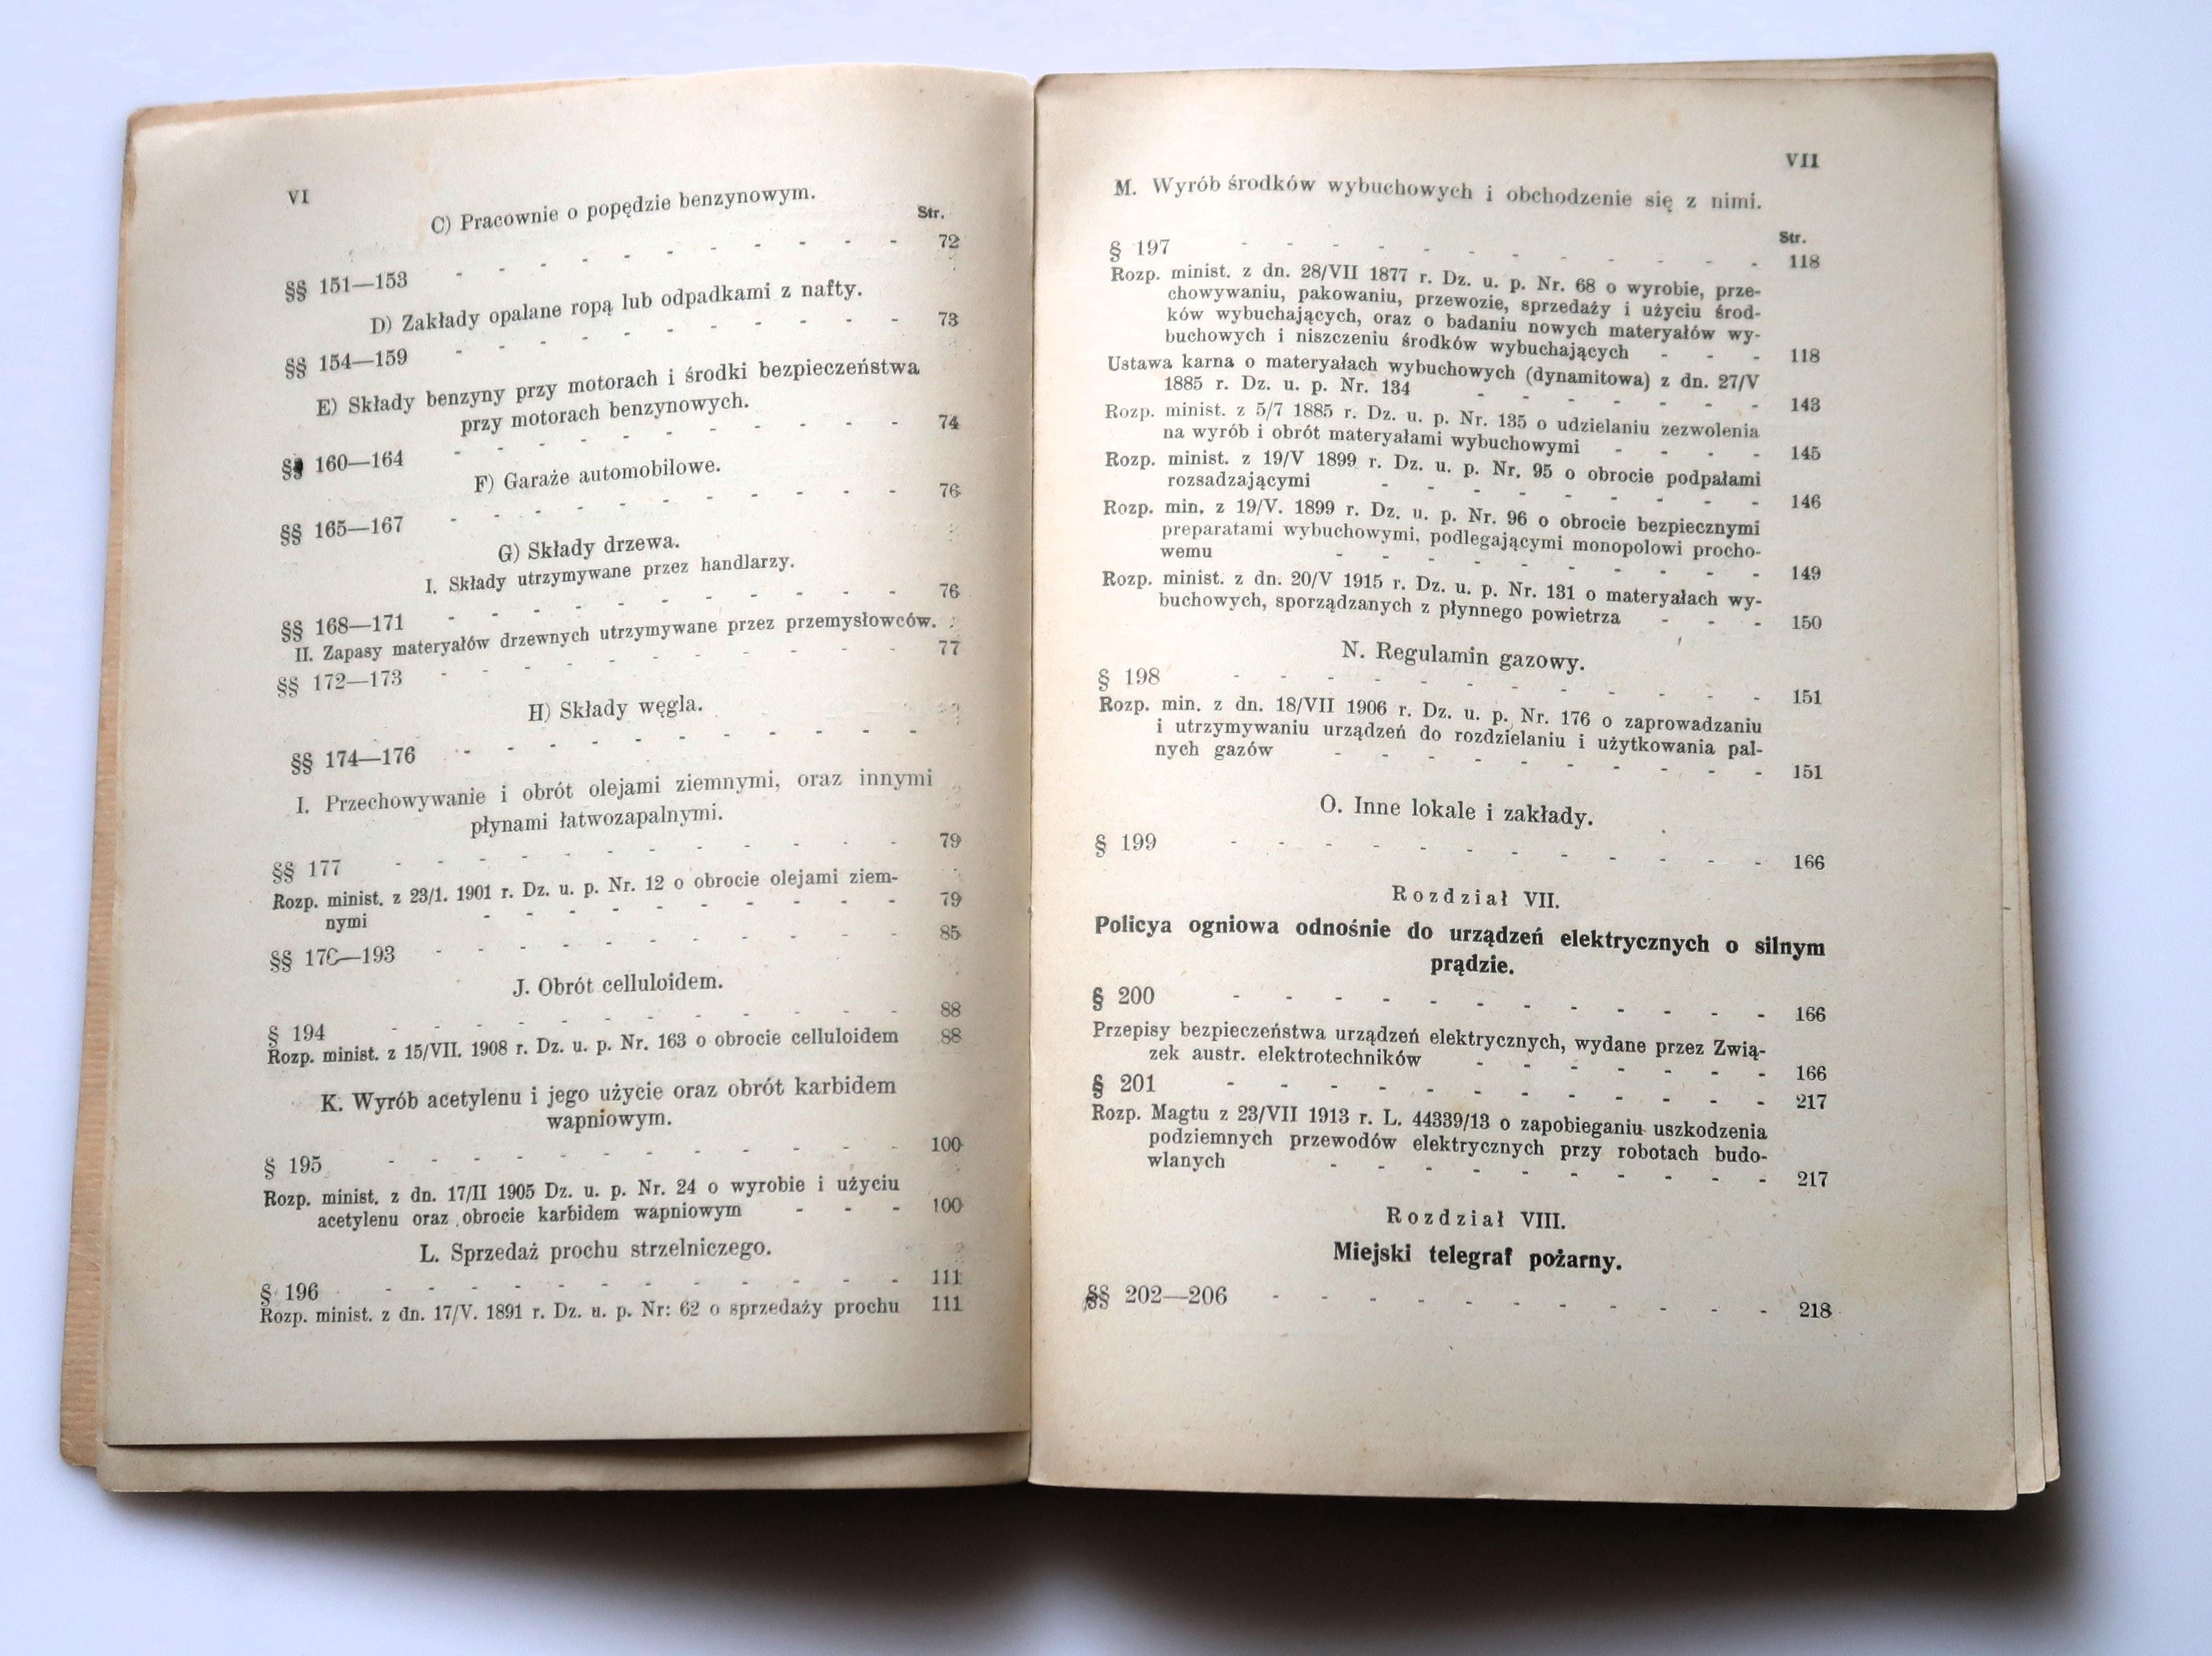 VI
C) Pracownie o popędzie benzynowym.
Str.
§§ 151—153 - - - - - - - - - - - 72
D) Zakłady opalane ropą lub odpadkami z nafty.
§§ 154—159 - - - - - - - - - - - 73
E) Składy benzyny przy motorach i środki bezpieczeństwa
przy motorach benzynowych.
§§ 160—164 - - - - - - - - - - - 74
F) Garaże automobilowe.
§§ 165—167 - - - - - - - - - - - 76
G) Składy drzewa.
I. Składy utrzymywane przez handlarzy.
§§ 168—171 - - - - - - - - - - - 76
II. Zapasy materyałów drzewnych utrzymywane przez przemysłowców.
§§ 172—173 - - - - - - - - - - - 77
H) Składy węgla.
§§ 174—176 - - - - - - - - - - -
I. Przechowywanie i obrót olejami ziemnymi, oraz innymi
płynami łatwozapalnymi.
§§ 177 - - - - - - - - - - - - 79
Rozp. minist. z 23/1. 1901 r. Dz. u. p. Nr. 12 o obrocie olejami ziem-
nymi - - - - - - - - - - 79
§§ —193 - - - - - - - - - - - 85
J. Obrót celluloidem.
§ 194 - - - - - - - - - - - - 88
Rozp. minist. z 15/VII. 1908 r. Dz. u. p. Nr. 163 o obrocie celluloidem 88
K. Wyrób acetylenu i jego użycie oraz obrót karbidem
wapniowym.
§ 195 - - - - - - - - - - - - 100
Rozp. minist. z dn. 17/II 1905 Dz. u. p. Nr. 24 o wyrobie i użyciu
acetylenu oraz obrocie karbidem wapniowym - - - 100
L. Sprzedaż prochu strzelniczego.
§ 196 - - - - - - - - - - - - 111
Rozp. minist. z dn. 17/V. 1891 r. Dz. u. p. Nr: 62 o sprzedaży prochu 111
VII
M. Wyrób środków wybuchowych i obchodzenie się z nimi.
Str.
§ 197 - - - - - - - - - - - - 118
Rozp. minist. z dn. 28/VII 1877 r. Dz. u. p. Nr. 68 o wyrobie, prze-
chowywaniu, pakowaniu, przewozie, sprzedaży i użyciu środ-
ków wybuchających, oraz o badaniu nowych materyałów wy-
buchowych i niszczeniu środków wybuchających - - - 118
Ustawa karna o materyałach wybuchowych (dynamitowa) z dn. 27/V
1885 r. Dz. u. p. Nr. 134 - - - - - - - 143
Rozp. minist. z 5/7 1885 r. Dz. u. p. Nr. 135 o udzielaniu zezwolenia
na wyrób i obrót materyałami wybuchowymi - - - - 145
Rozp. minist. z 19/V 1899 r. Dz. u. p. Nr. 95 o obrocie podpałami
rozsadzającymi - - - - - - - - - 146
Rozp. min. z 19/V. 1899 r. Dz. u. p. Nr. 96 o obrocie bezpiecznymi
preparatami wybuchowymi, podlegającymi monopolowi procho-
wemu - - - - - - - - - - 149
Rozp. minist. z dn. 20/V 1915 r. Dz. u. p. Nr. 131 o materyałach wy-
buchowych, sporządzanych z płynnego powietrza - - - 150
N. Regulamin gazowy.
§ 198 - - - - - - - - - - - - 151
Rozp. min. z dn. 18/VII 1906 r. Dz. u. p. Nr. 176 o zaprowadzaniu
i utrzymywaniu urządzeń do rozdzielaniu i użytkowania pal-
nych gazów - - - - - - - - - - 151
O. Inne lokale i zakłady.
§ 199 - - - - - - - - - - - - 166
Rozdział VII.
Policya ogniowa odnośnie do urządzeń elektrycznych o silnym
prądzie.
§ 200 - - - - - - - - - - - - 166
Przepisy bezpieczeństwa urządzeń elektrycznych, wydane przez Zwią-
zek austr. elektrotechników - - - - - - - 166
§ 201 - - - - - - - - - - - - 217
Rozp. Magtu z 23/VII 1913 r. L. 44339/13 o zapobieganiu uszkodzenia
podziemnych przewodów elektrycznych przy robotach budo-
wlanych - - - - - - - - - - 217
Rozdział VIII.
Miejski telegraf pożarny.
§§ 202—206 - - - - - - - - - - - 218